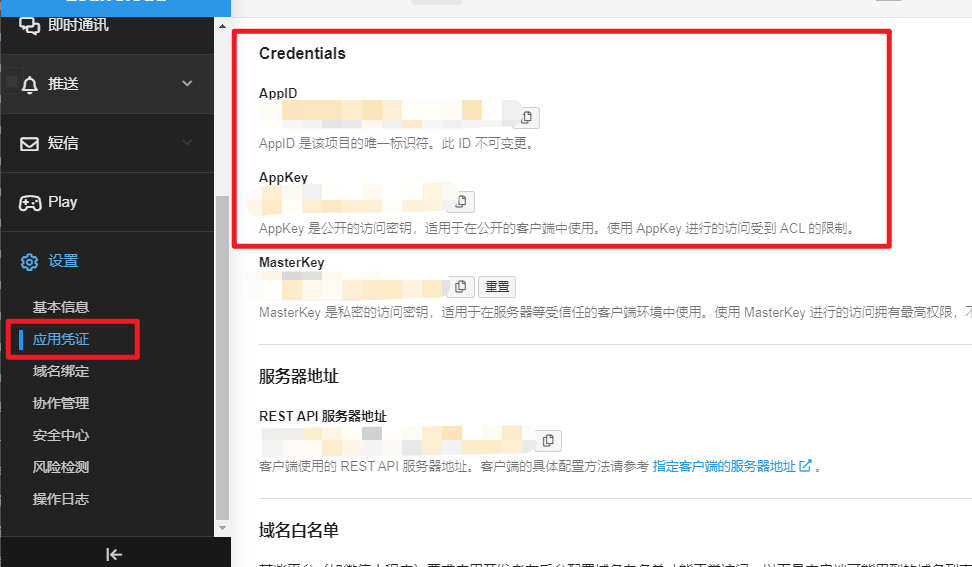 即时通讯
推送
短信
Play
设置
基本信息
应用凭证
域名绑定
协作管理
安全中心
风险检测
操作日志
Credentials
AppID
AppID 是该项目的唯一标识符。此 ID 不可变更。
AppKey
AppKey 是公开的访问密钥，适用于在公开的客户端中使用。使用 AppKey 进行的访问受到 ACL 的限制。
MasterKey
重置
MasterKey 是私密的访问密钥，适用于在服务器等受信任的客户端环境中使用。使用 MasterKey 进行的访问拥有最高权限，
服务器地址
REST API 服务器地址
客户端使用的 REST API 服务器地址。客户端的具体配置方法请参考 指定客户端的服务器地址 。
域名白名单